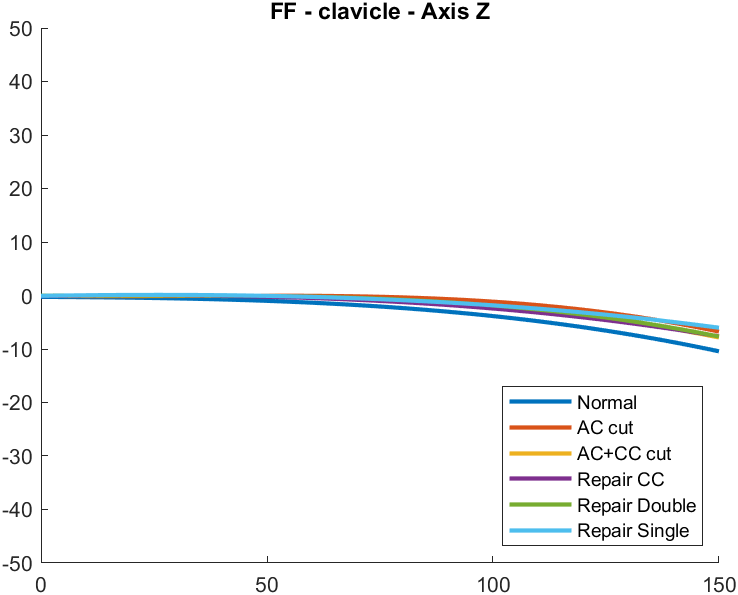 FF - clavicle - Axis Z
50
40
30
20
10
0
-10
-20
-30
-40
-50
0 50 100 150
Normal
AC cut
AC+CC cut
Repair CC
Repair Double
Repair Single